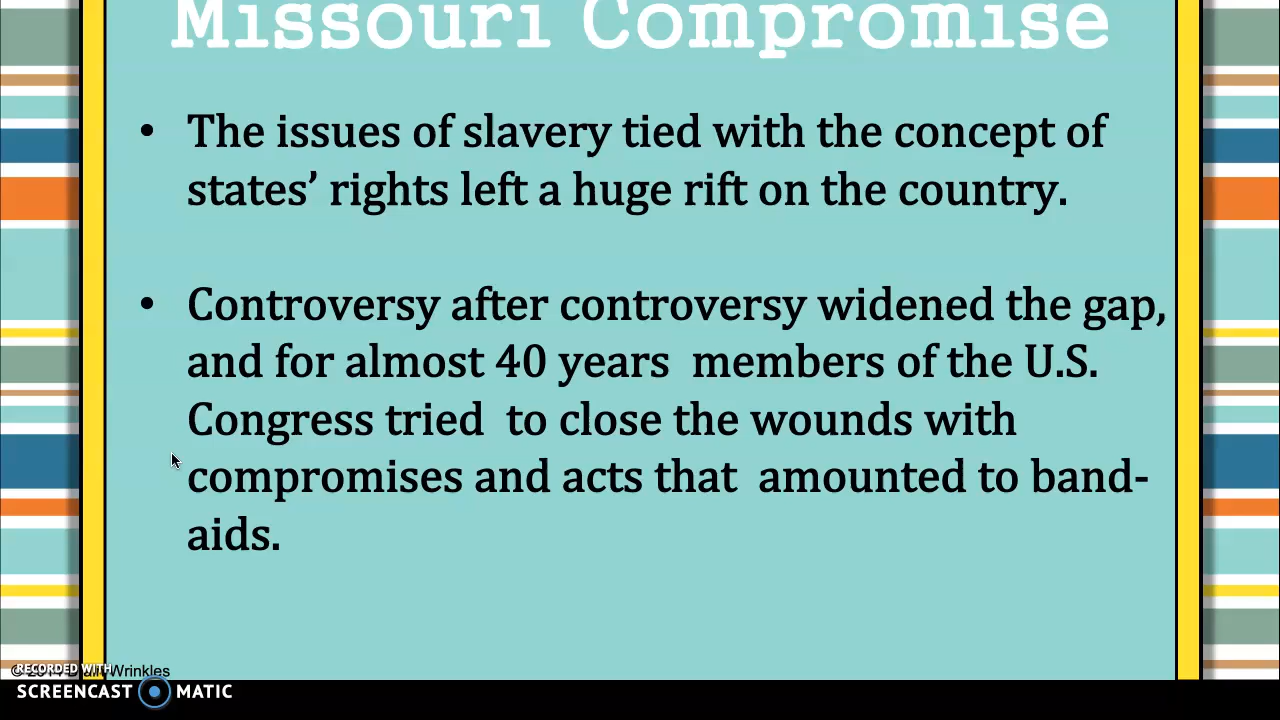 Missouri Compromise
• The issues of slavery tied with the concept of
states’ rights left a huge rift on the country.
• Controversy after controversy widened the gap,
and for almost 40 years members of the U.S.
Congress tried to close the wounds with
compromises and acts that amounted to band-
aids.
Wrinkles
RECORDED WITH
SCREENCAST MATIC